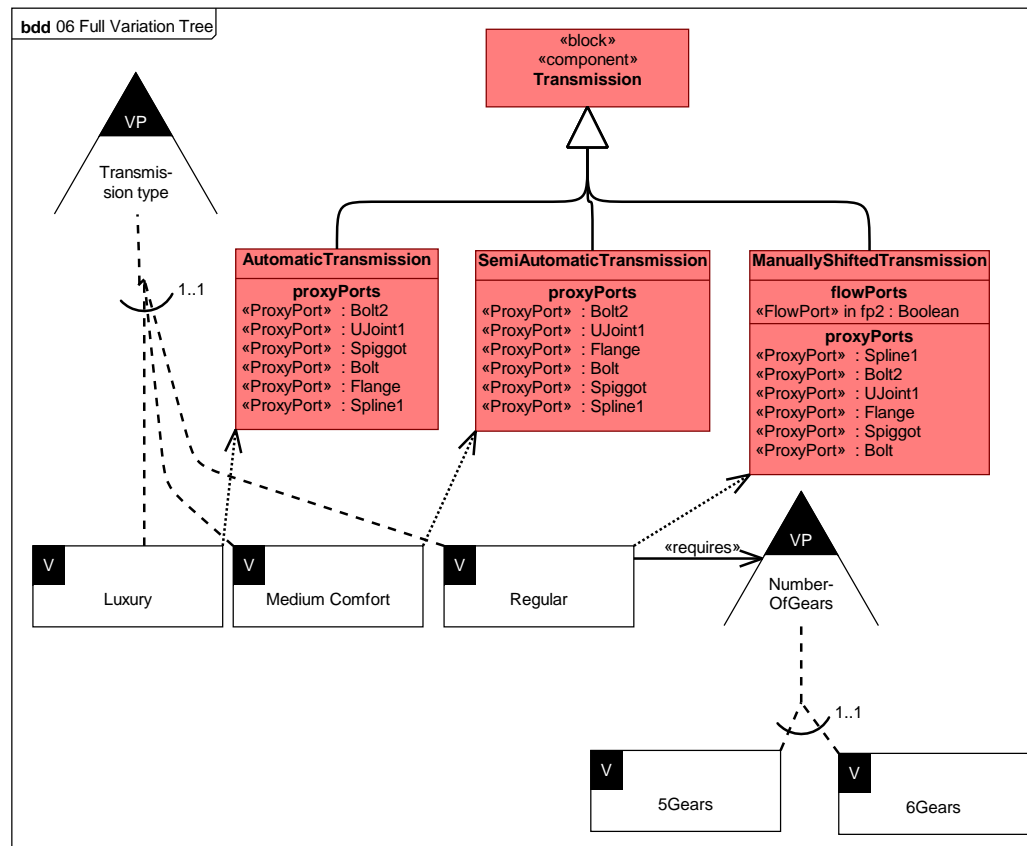 bdd 06 Full Variation Tree
«block»
«component»
Transmission
VP
Transmis-
sion type
1..1
AutomaticTransmission
proxyPorts
«ProxyPort» : Bolt2
«ProxyPort» : UJoint1
«ProxyPort» : Spiggot
«ProxyPort» : Bolt
«ProxyPort» : Flange
«ProxyPort» : Spline1
SemiAutomaticTransmission
proxyPorts
«ProxyPort» : Bolt2
«ProxyPort» : UJoint1
«ProxyPort» : Flange
«ProxyPort» : Bolt
«ProxyPort» : Spiggot
«ProxyPort» : Spline1
ManuallyShiftedTransmission
flowPorts
«FlowPort» in fp2 : Boolean
proxyPorts
«ProxyPort» : Spline1
«ProxyPort» : Bolt2
«ProxyPort» : UJoint1
«ProxyPort» : Flange
«ProxyPort» : Spiggot
«ProxyPort» : Bolt
V
Luxury
V
Medium Comfort
V
Regular
«requires»
VP
Number-
OfGears
1..1
V
5Gears
V
6Gears